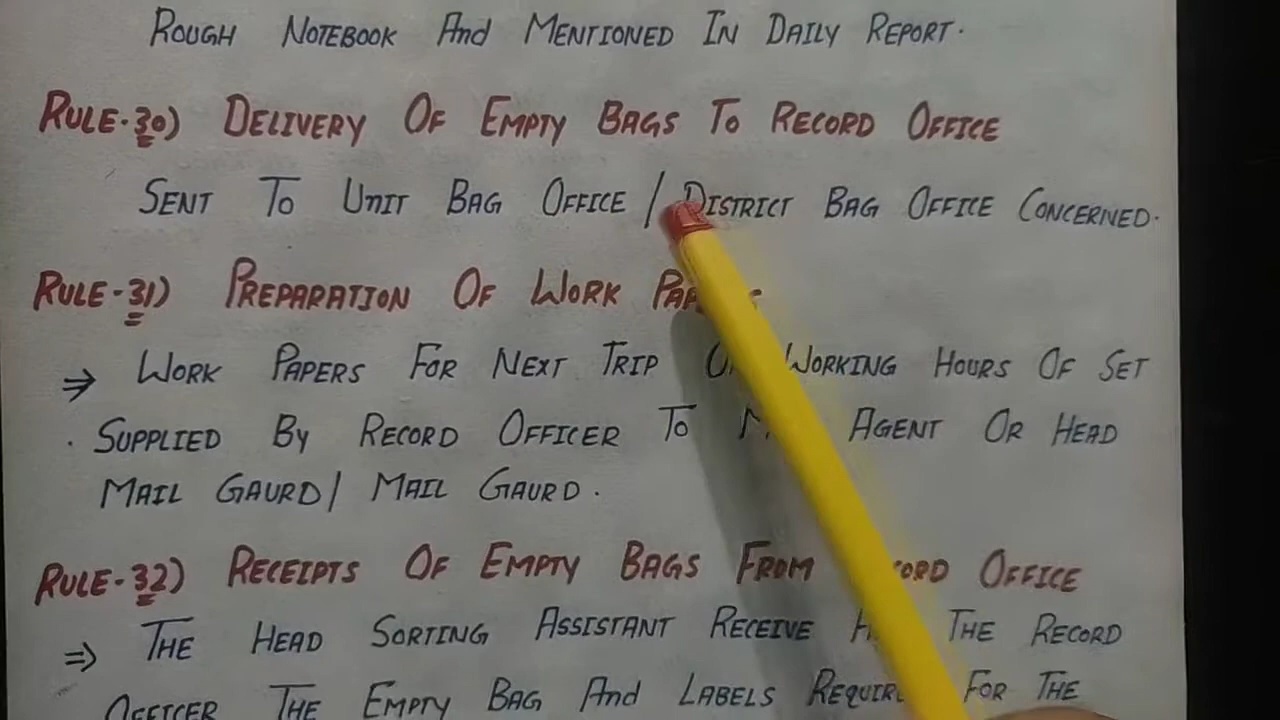 ROUGH NOTEBOOK And MENTIONED IN DAILY REPORT.
RULE-30) DELIVERY OF EMPTY BAGS TO RECORD OFFICE
SENT TO UNIT BAG OFFICE / DISTRICT BAG OFFICE CONCERNED.
RULE-31) PREPARATION OF WORK
⇒ WORK PAPERS FOR NEXT TRIP WORKING HOURS OF SET
. SUPPLIED BY RECORD OFFICER TO AGENT OR HEAD
MAIL GAURD/ MAIL GAURD.
RULE-32) RECEIPTS OF EMPTY BAGS FROM OFFICE
⇒ THE HEAD SORTING ASSISTANT RECEIVE THE RECORD
OFFICER THE EMPTY BAG And LABELS FOR THE